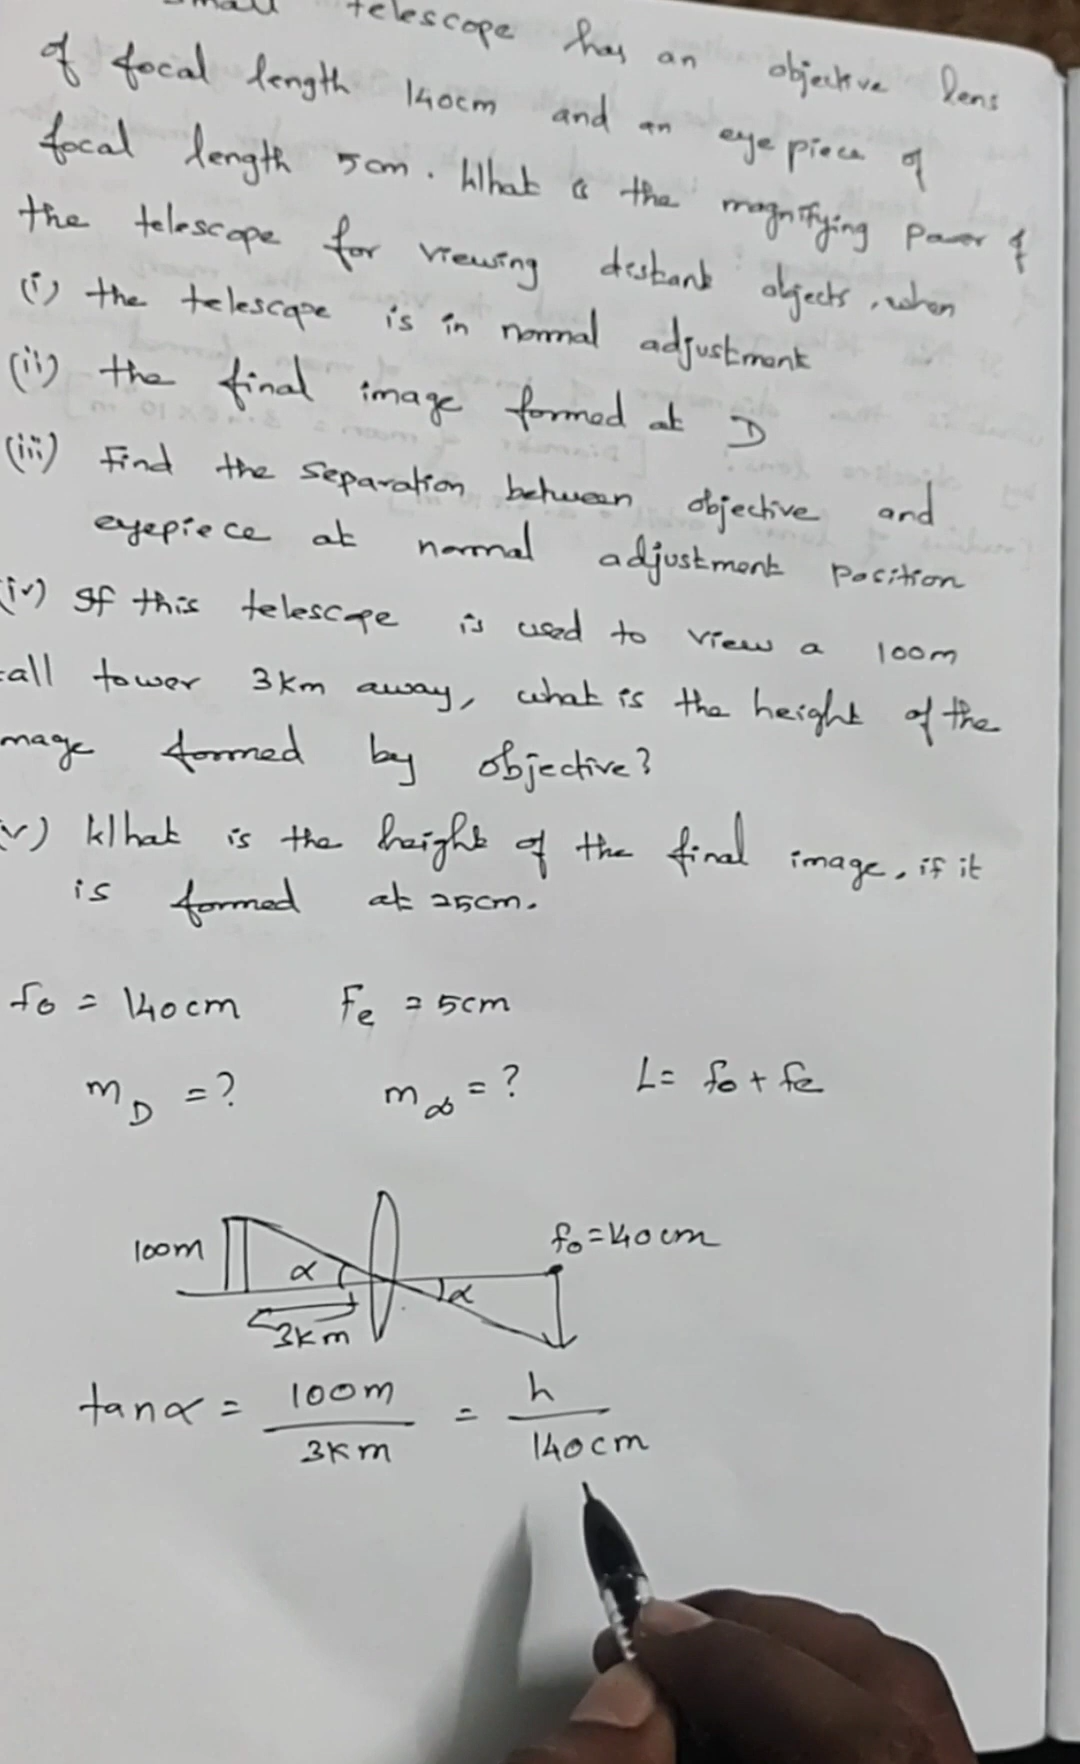 telescope has an objective lens
of focal length 140cm and an eye piece of
focal length 5cm. What is the magnifying power of
the telescope for viewing distant objects, when
(i) the telescope is in normal adjustment
(ii) the final image formed at D
(iii) Find the separation between objective and
eyepiece at normal adjustment position
(iv) If this telescope is used to view a 100m
tall tower 3km away, what is the height of the
mage formed by objective?
v) What is the height of the final image, if it
is formed at 25cm.
fo = 140cm Fe = 5cm
mD = ? m∞ = ? L = fo + fe
100m α α fo = 140cm
3km
tanα = 100m / 3km = h / 140cm